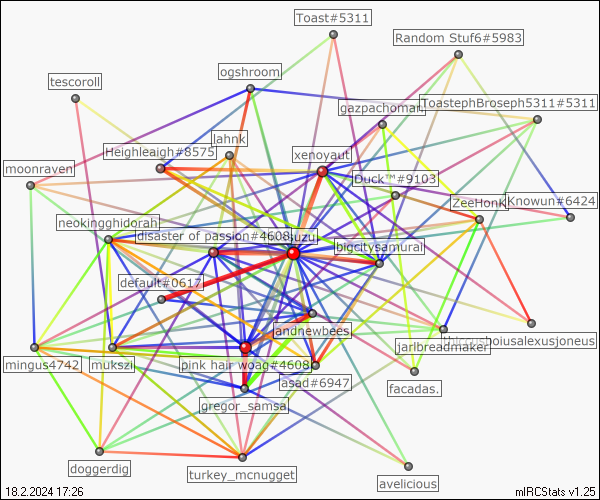 Toast#5311
Random Stuf6#5983
ogshroom
tescoroll
gazpachoman
ToastephBroseph5311#5311
lahnk
Heighleaigh#8575
xenoyaut
moonraven
Duck™#9103
ZeeHonk
Knowun#6424
neokingghidorah
disaster of passion#4608
uzu
bigcitysamurai
default#0617
andnewbees
jarlbreadmaker
mingus4742
mukszi
pink hair woag#4608
asad#6947
facadas.
gregor_samsa
doggerdig
turkey_mcnugget
avelicious
18.2.2024 17:26
mIRCStats v1.25